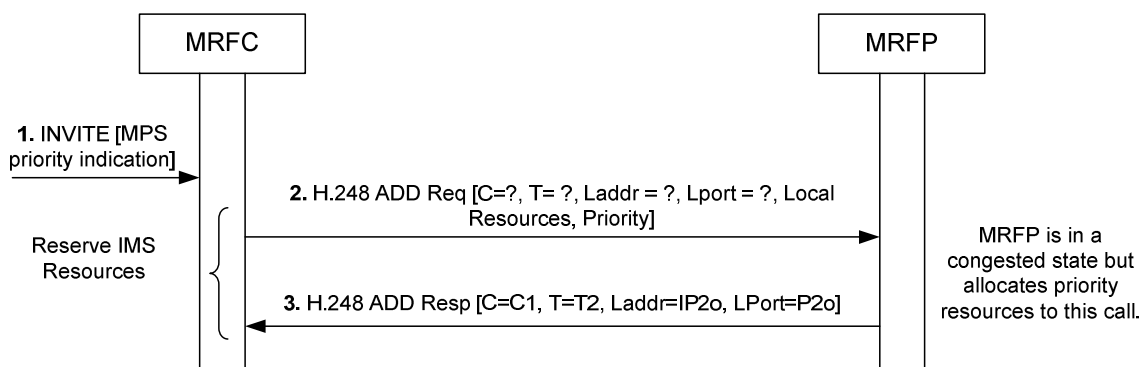 MRFC
MRFP
1. INVITE [MPS
priority indication]
2. H.248 ADD Req [C=?, T= ?, Laddr = ?, Lport = ?, Local
Resources, Priority]
Reserve IMS
Resources
MRFP is in a
congested state but
allocates priority
resources to this call.
3. H.248 ADD Resp [C=C1, T=T2, Laddr=IP2o, LPort=P2o]